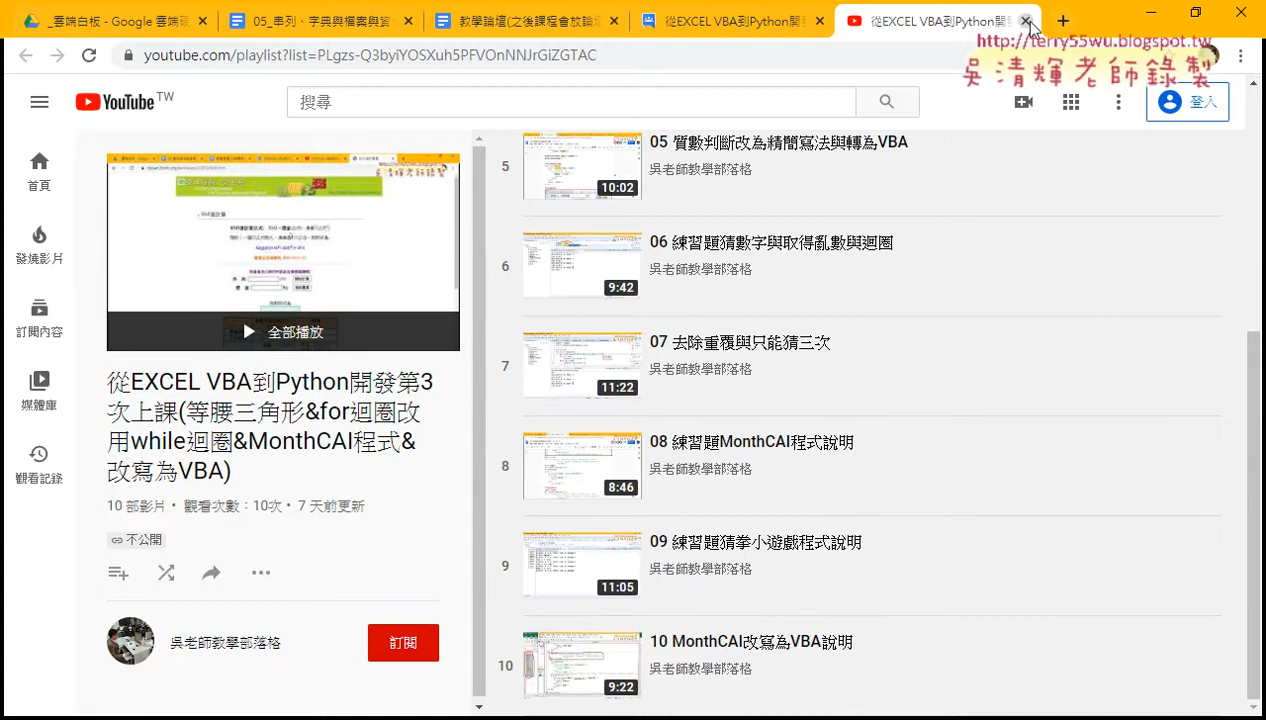 _雲端白板 - Google 雲端硬
05_串列、字典與檔案與資
教學論壇(之後課程會放論
從EXCEL VBA到Python開
從EXCEL VBA到Python開
youtube.com/playlist?list=PLgzs-Q3byiYOSXuh5PFVOnNNJrGiZGTAC
http://terry55wu.blogspot.tw
吳清輝老師錄製
YouTube TW
搜尋
登入
首頁
發燒影片
訂閱內容
媒體庫
觀看記錄
全部播放
從EXCEL VBA到Python開發第3
次上課(等腰三角形&for迴圈改
用while迴圈&MonthCAI程式&
改寫為VBA)
10 部影片 • 觀看次數：10次 • 7 天前更新
不公開
吳老師教學部落格
訂閱
5
10:02
05 質數判斷改為精簡寫法與轉為VBA
吳老師教學部落格
6
9:42
06 練習題猜數字與取得亂數與迴圈
吳老師教學部落格
7
11:22
07 去除重覆與只能猜三次
吳老師教學部落格
8
8:46
08 練習題MonthCAI程式說明
吳老師教學部落格
9
11:05
09 練習題猜拳小遊戲程式說明
吳老師教學部落格
10
9:22
10 MonthCAI改寫為VBA說明
吳老師教學部落格